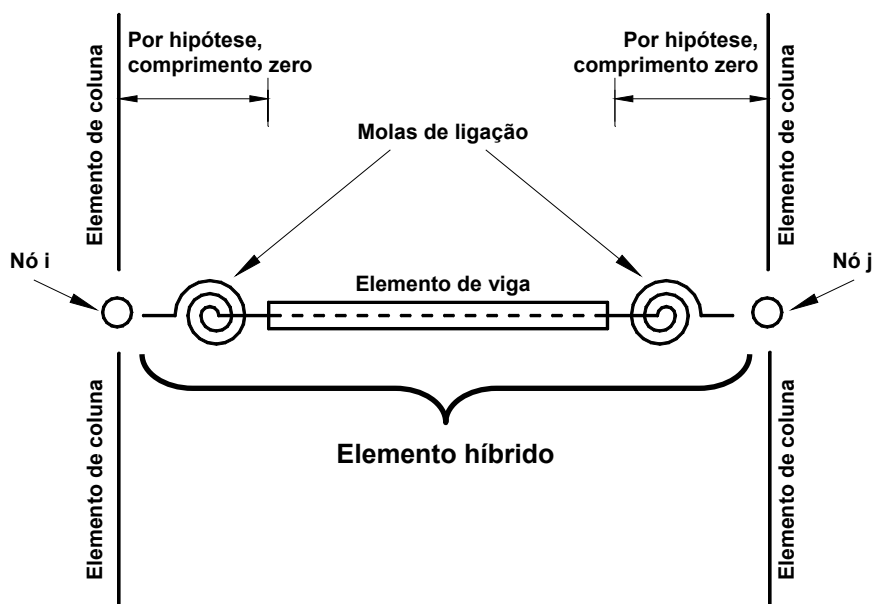 Elemento de coluna
Por hipótese,
comprimento zero
Por hipótese,
comprimento zero
Elemento de coluna
Molas de ligação
Nó i
Elemento de viga
Nó j
Elemento de coluna
Elemento híbrido
Elemento de coluna